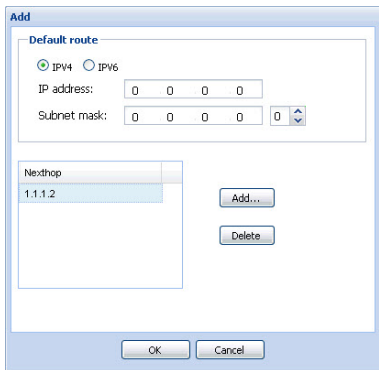 Add
Default route
IPV4 IPV6
IP address: 0 0 0 0
Subnet mask: 0 0 0 0 0
Nexthop
1.1.1.2
Add...
Delete
OK Cancel